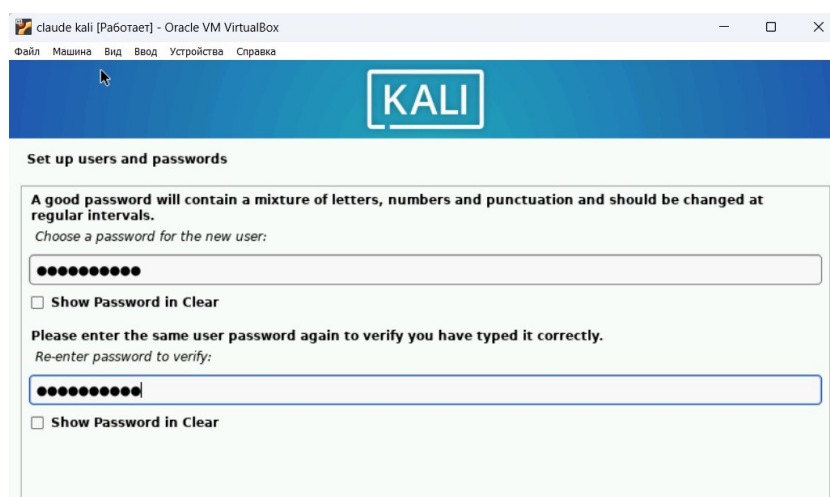 claude kali [Работает] - Oracle VM VirtualBox
Файл Машина Вид Ввод Устройства Справка
KALI
Set up users and passwords
A good password will contain a mixture of letters, numbers and punctuation and should be changed at
regular intervals.
Choose a password for the new user:
●●●●●●●●●●
Show Password in Clear
Please enter the same user password again to verify you have typed it correctly.
Re-enter password to verify:
●●●●●●●●●●
Show Password in Clear